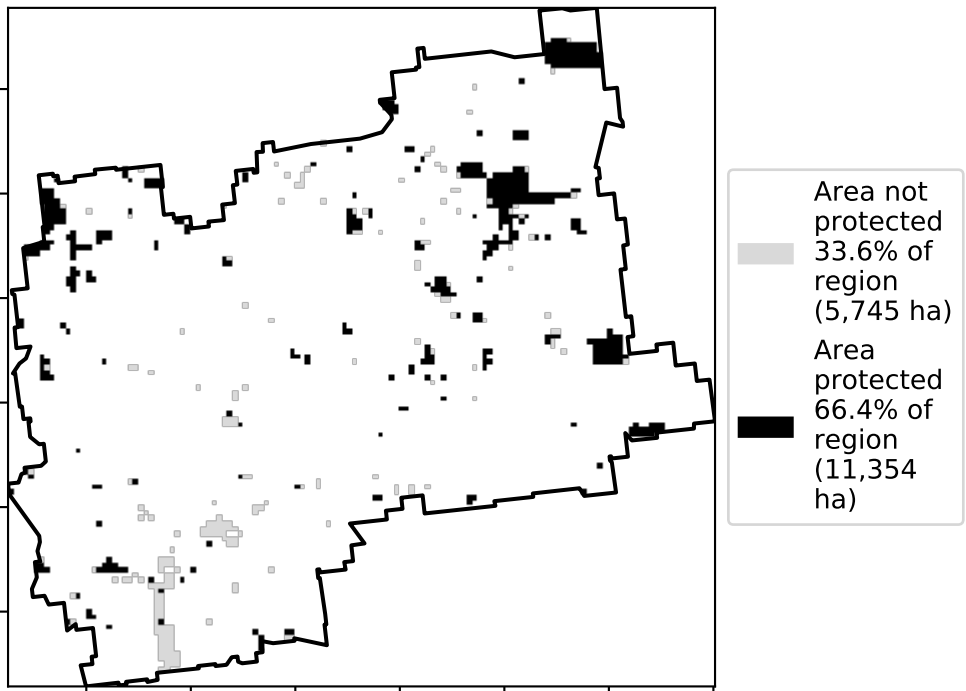 Area not
protected
33.6% of
region
(5,745 ha)
Area
protected
66.4% of
region
(11,354
ha)